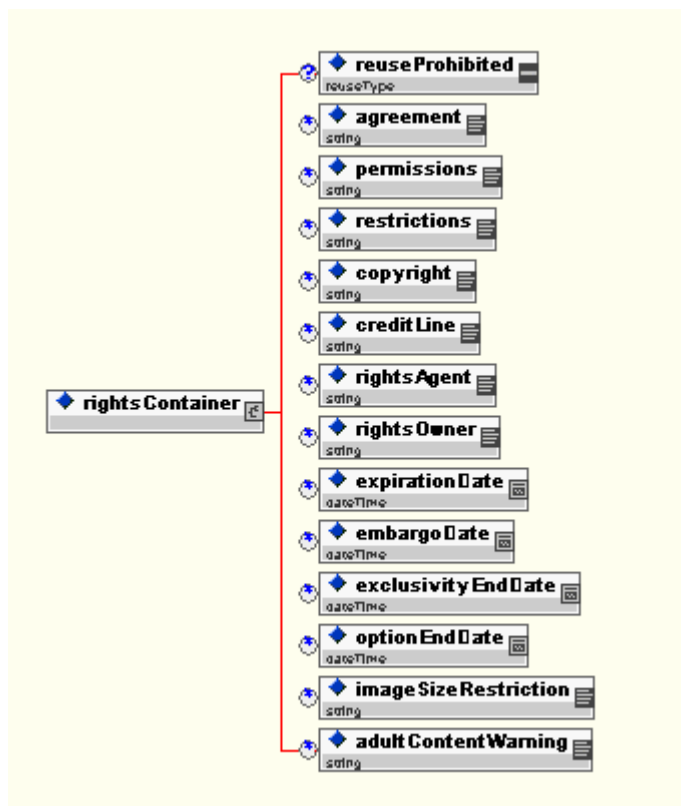 reuseProhibited
reuseType
agreement
string
permissions
string
restrictions
string
copyright
string
creditLine
string
rightsAgent
string
rightsContainer
rightsOwner
string
expirationDate
dateTime
embargoDate
dateTime
exclusivityEndDate
dateTime
optionEndDate
dateTime
imageSizeRestriction
string
adultContentWarning
string